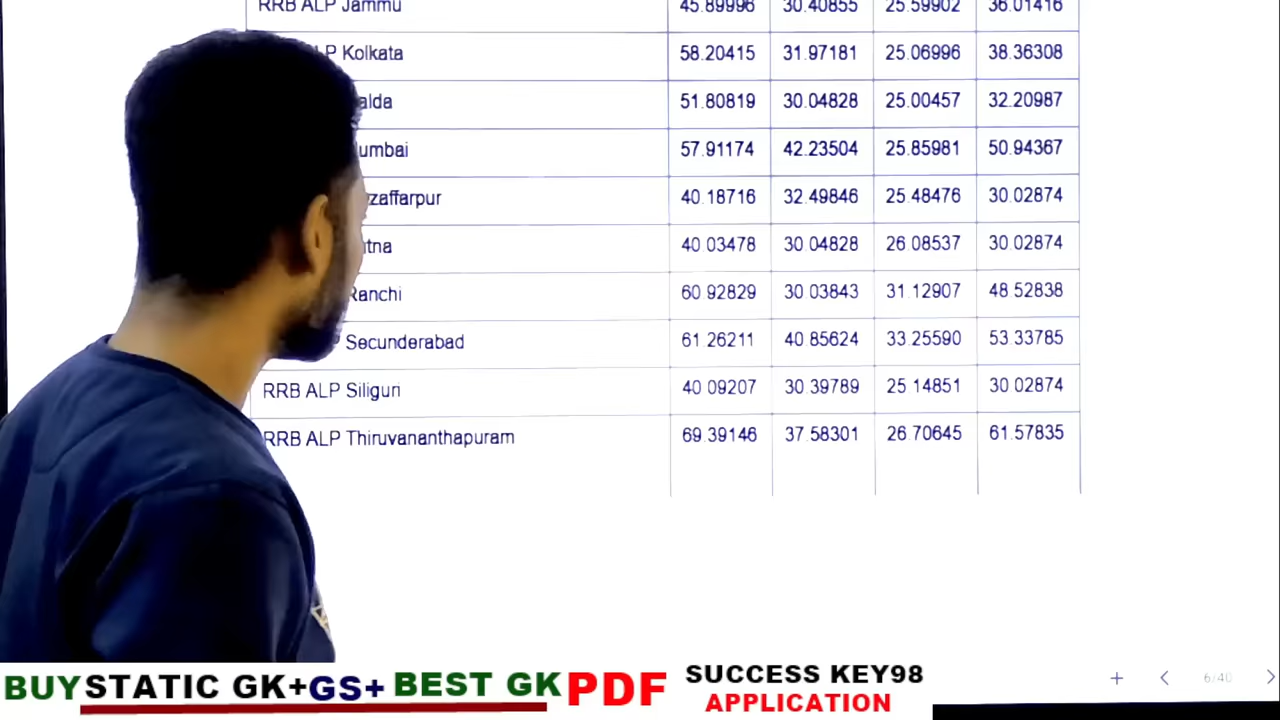 RRB ALP Jammu 45.89996 30.40855 25.59902 36.01416
LP Kolkata 58.20415 31.97181 25.06996 38.36308
alda 51.80819 30.04828 25.00457 32.20987
umbai 57.91174 42.23504 25.85981 50.94367
zaffarpur 40.18716 32.49846 25.48476 30.02874
tna 40 03478 30.04828 26 08537 30.02874
Ranchi 60 92829 30.03843 31.12907 48 52838
P Secunderabad 61.26211 40.85624 33.25590 53.33785
RRB ALP Siliguri 40 09207 30.39789 25 14851 30 02874
RRB ALP Thiruvananthapuram 69.39146 37.58301 26.70645 61.57835
6/40
BUY STATIC GK+GS+ BEST GK PDF SUCCESS KEY98
APPLICATION